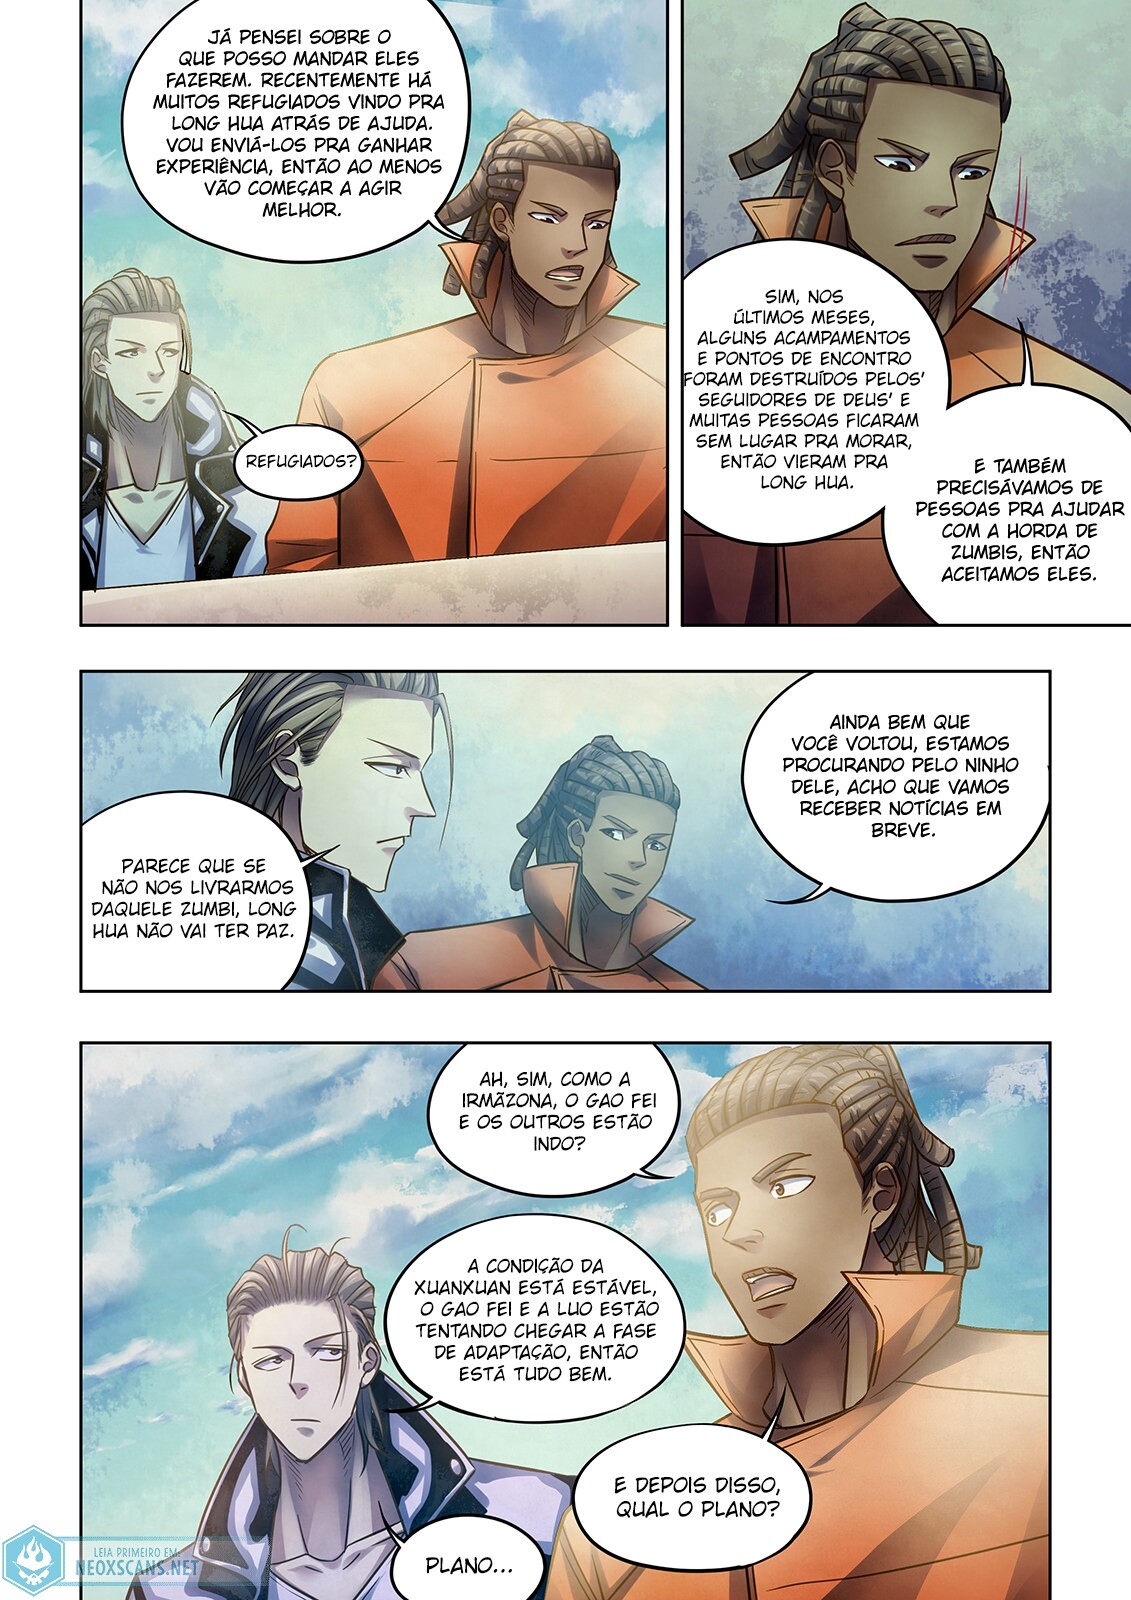 JÁ PENSEI SOBRE O
QUE POSSO MANDAR ELES
FAZEREM. RECENTEMENTE HÁ
MUITOS REFUGIADOS VINDO PRA
LONG HUA ATRÁS DE AJUDA.
VOU ENVIÁ-LOS PRA GANHAR
EXPERIÊNCIA, ENTÃO AO MENOS
VÃO COMEÇAR A AGIR
MELHOR.
REFUGIADOS?
SIM, NOS
ÚLTIMOS MESES,
ALGUNS ACAMPAMENTOS
E PONTOS DE ENCONTRO
FORAM DESTRUÍDOS PELOS'
SEGUIDORES DE DEUS' E
MUITAS PESSOAS FICARAM
SEM LUGAR PRA MORAR,
ENTÃO VIERAM PRA
LONG HUA.
E TAMBÉM
PRECISÁVAMOS DE
PESSOAS PRA AJUDAR
COM A HORDA DE
ZUMBIS, ENTÃO
ACEITAMOS ELES.
PARECE QUE SE
NÃO NOS LIVRARMOS
DAQUELE ZUMBI, LONG
HUA NÃO VAI TER PAZ.
AINDA BEM QUE
VOCÊ VOLTOU, ESTAMOS
PROCURANDO PELO NINHO
DELE, ACHO QUE VAMOS
RECEBER NOTÍCIAS EM
BREVE.
AH, SIM, COMO A
IRMÃZONA, O GAO FEI
E OS OUTROS ESTÃO
INDO?
A CONDIÇÃO DA
XUANXUAN ESTÁ ESTÁVEL,
O GAO FEI E A LUO ESTÃO
TENTANDO CHEGAR A FASE
DE ADAPTAÇÃO, ENTÃO
ESTÁ TUDO BEM.
E DEPOIS DISSO,
QUAL O PLANO?
PLANO...
LEIA PRIMEIRO EM:
NEOXSCANS.NET